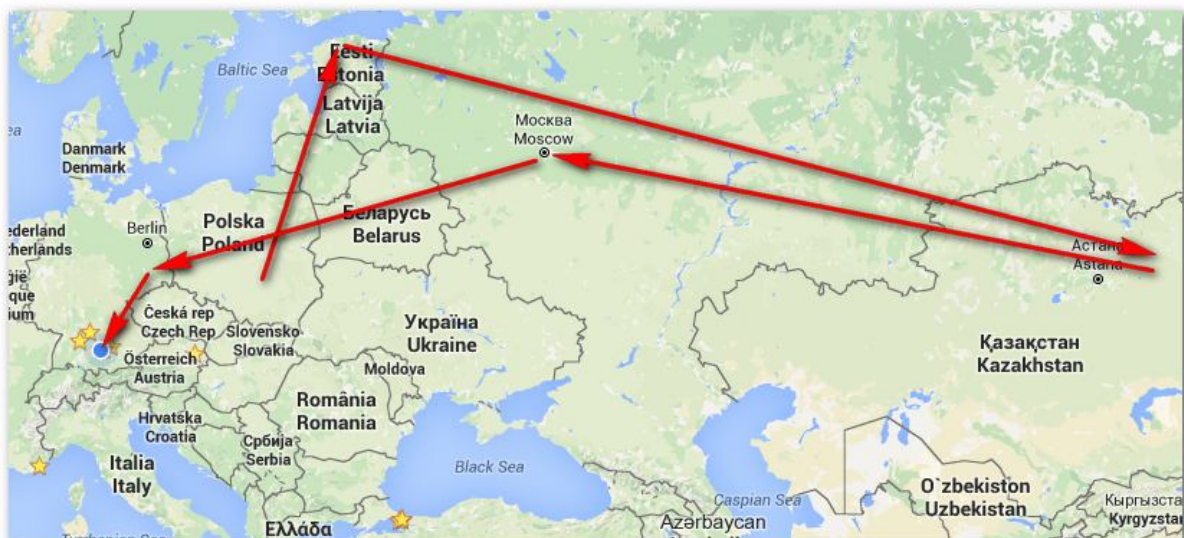 Eesti
Estonia
Baltic Sea
Latvija
Latvia
Москва
Moscow
Danmark
Denmark
Berlin
Polska
Poland
Беларусь
Belarus
Астана
Astana
Česká rep
Czech Rep
Slovensko
Slovakia
Україна
Ukraine
Қазақстан
Kazakhstan
Österreich
Austria
Moldova
România
Romania
Hrvatska
Croatia
Србија
Serbia
Italia
Italy
Black Sea
Caspian Sea
O`zbekiston
Uzbekistan
Ελλάδα
Azərbaycan
Kyrgyzstan